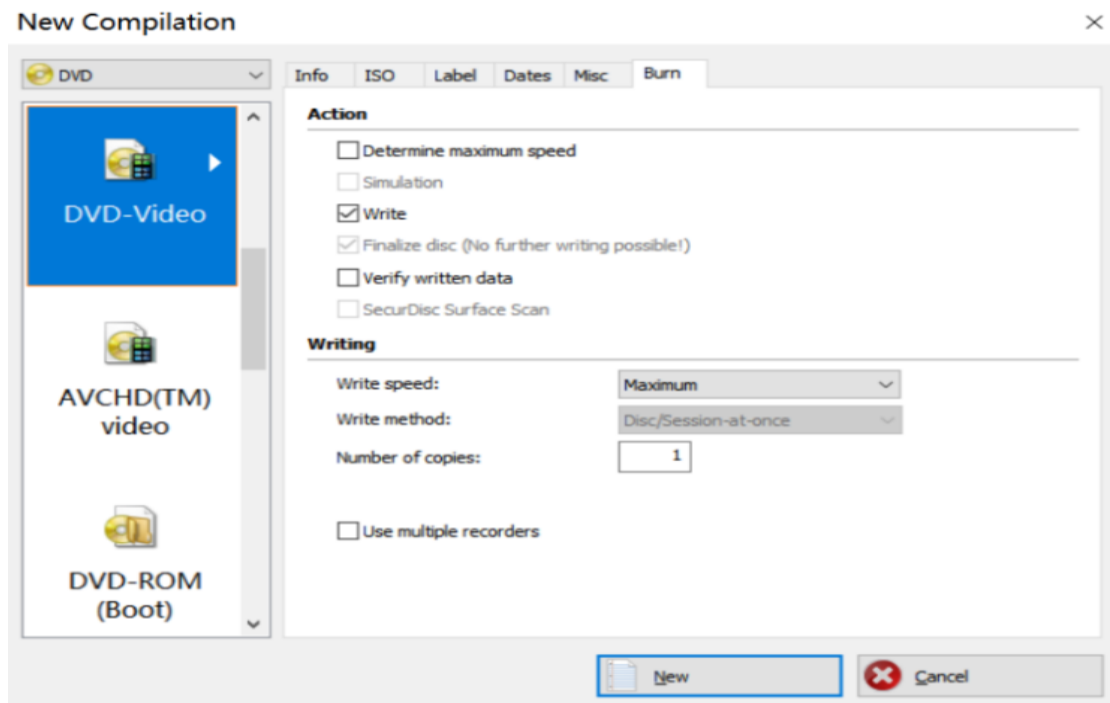 New Compilation
DVD
Info ISO Label Dates Misc Burn
DVD-Video
AVCHD(TM)
video
DVD-ROM
(Boot)
Action
Determine maximum speed
Simulation
Write
Finalize disc (No further writing possible!)
Verify written data
SecurDisc Surface Scan
Writing
Write speed: Maximum
Write method: Disc/Session-at-once
Number of copies: 1
Use multiple recorders
New Cancel